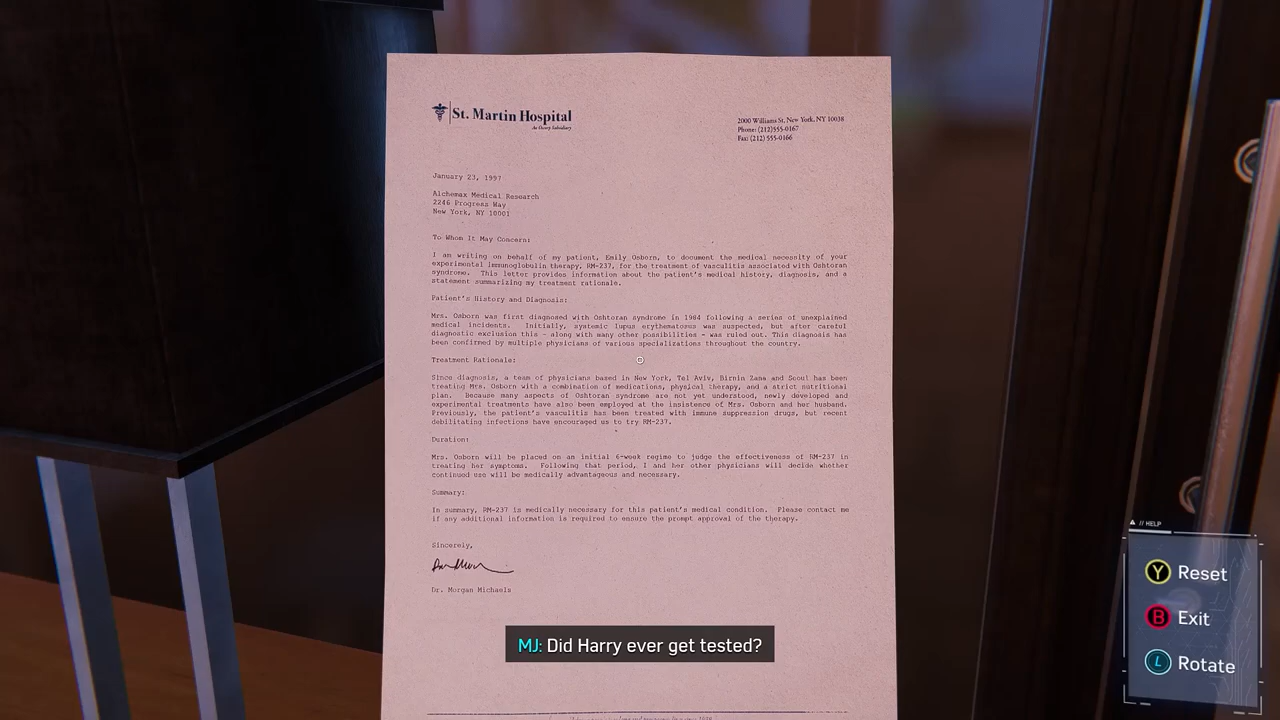 St. Martin Hospital
An Oscorp Subsidiary
2000 Williams St, New York, NY 10038
Phone: (212)555-0167
Fax: (212) 555-0166
January 23, 1997
Alchemax Medical Research
2246 Progress Way
New York, NY 10001
To Whom It May Concern:
I am writing on behalf of my patient, Emily Osborn, to document the medical necessity of your
experimental immunoglobulin therapy, RM-237, for the treatment of vasculitis associated with Oshtoran
syndrome. This letter provides information about the patient's medical history, diagnosis, and a
statement summarizing my treatment rationale.
Patient's History and Diagnosis:
Mrs. Osborn was first diagnosed with Oshtoran syndrome in 1984 following a series of unexplained
medical incidents. Initially, systemic lupus erythematosus was suspected, but after careful
diagnostic exclusion this - along with many other possibilities - was ruled out. This diagnosis has
been confirmed by multiple physicians of various specializations throughout the country.
Treatment Rationale:
Since diagnosis, a team of physicians based in New York, Tel Aviv, Birnin Zana and Seoul has been
treating Mrs. Osborn with a combination of medications, physical therapy, and a strict nutritional
plan. Because many aspects of Oshtoran syndrome are not yet understood, newly developed and
experimental treatments have also been employed at the insistence of Mrs. Osborn and her husband.
Previously, the patient's vasculitis has been treated with immune suppression drugs, but recent
debilitating infections have encouraged us to try RM-237.
Duration:
Mrs. Osborn will be placed on an initial 6-week regime to judge the effectiveness of RM-237 in
treating her symptoms. Following that period, I and her other physicians will decide whether
continued use will be medically advantageous and necessary.
Summary:
In summary, RM-237 is medically necessary for this patient's medical condition. Please contact me
if any additional information is required to ensure the prompt approval of the therapy.
Sincerely,
Dr. Morgan Michaels
MJ: Did Harry ever get tested?
// HELP
Y Reset
B Exit
L Rotate